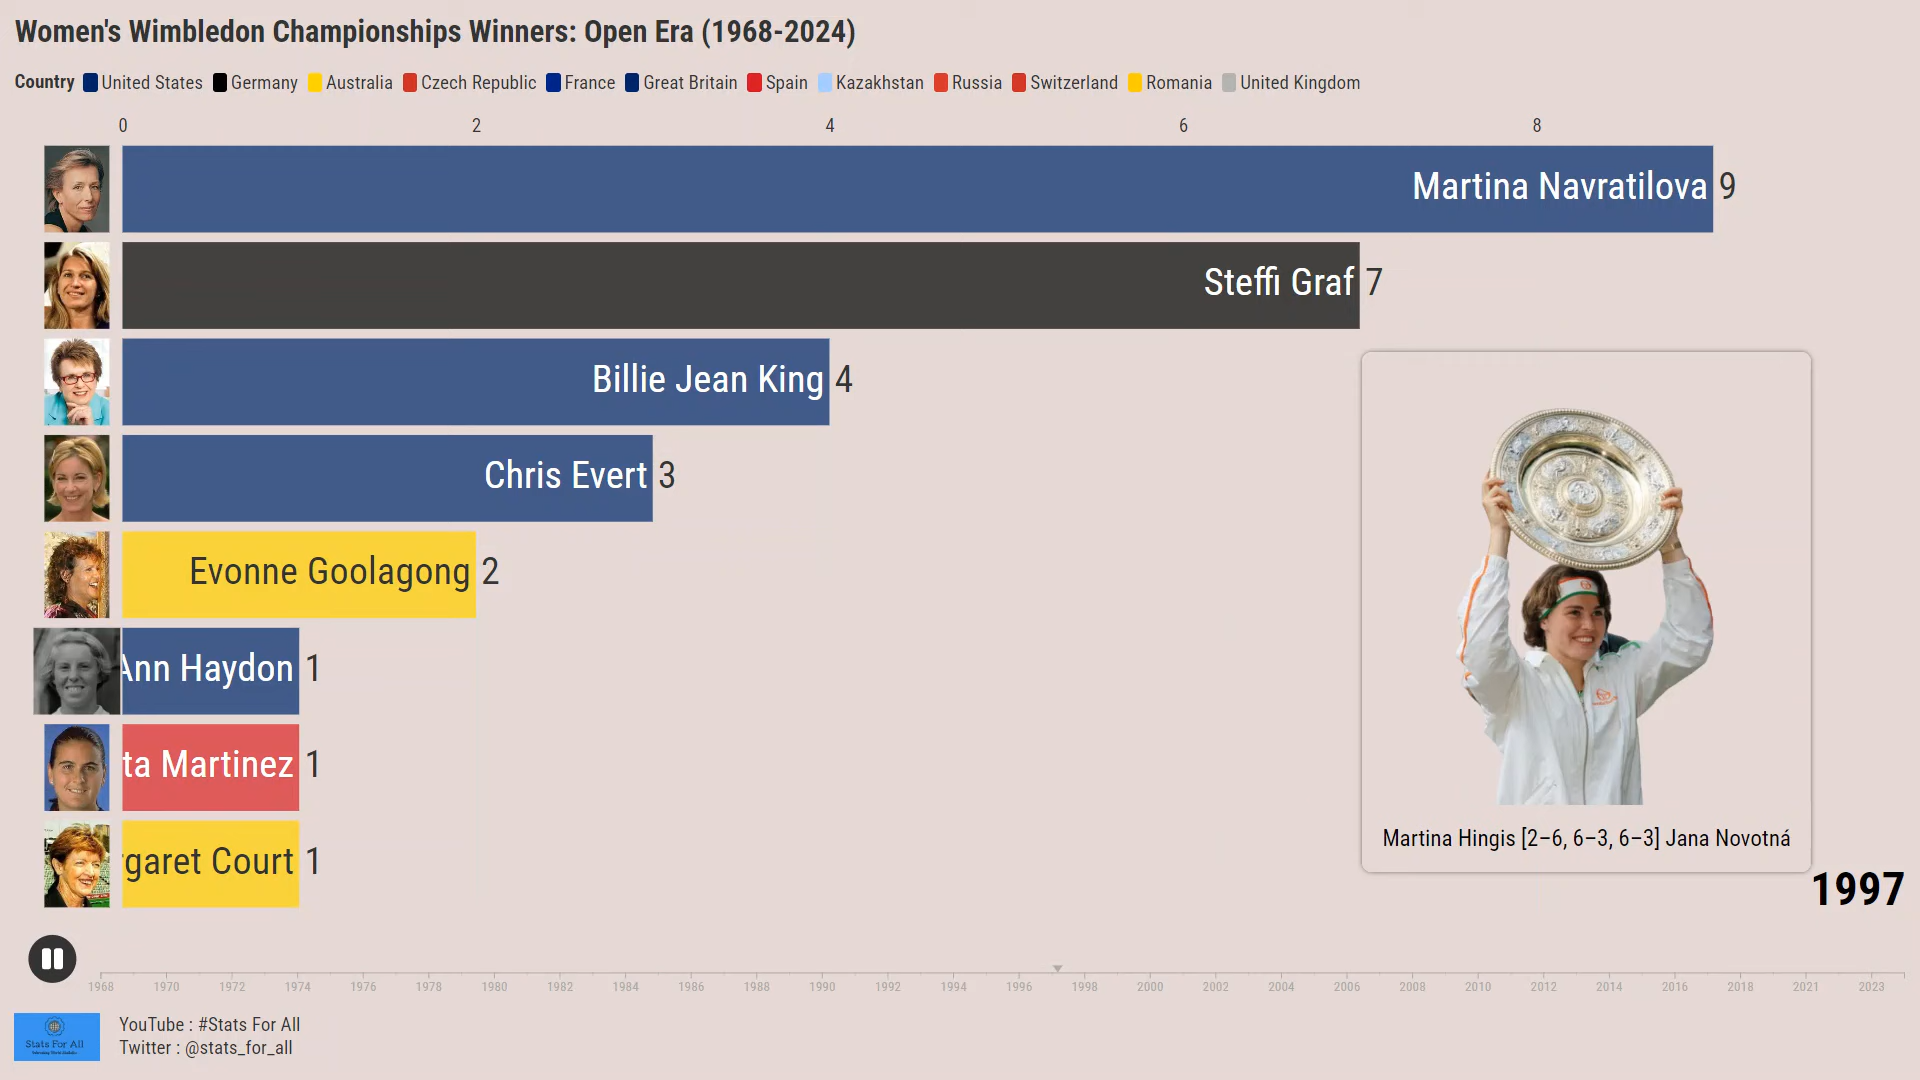 Women's Wimbledon Championships Winners: Open Era (1968-2024)
Country United States Germany Australia Czech Republic France Great Britain Spain Kazakhstan Russia Switzerland Romania United Kingdom
0 2 4 6 8
Martina Navratilova 9
Steffi Graf 7
Billie Jean King 4
Chris Evert 3
Evonne Goolagong 2
Ann Haydon 1
ta Martinez 1
rgaret Court 1
Martina Hingis [2–6, 6–3, 6–3] Jana Novotná
1997
1968 1970 1972 1974 1976 1978 1980 1982 1984 1986 1988 1990 1992 1994 1996 1998 2000 2002 2004 2006 2008 2010 2012 2014 2016 2018 2021 2023
Stats For All
YouTube : #Stats For All
Twitter : @stats_for_all